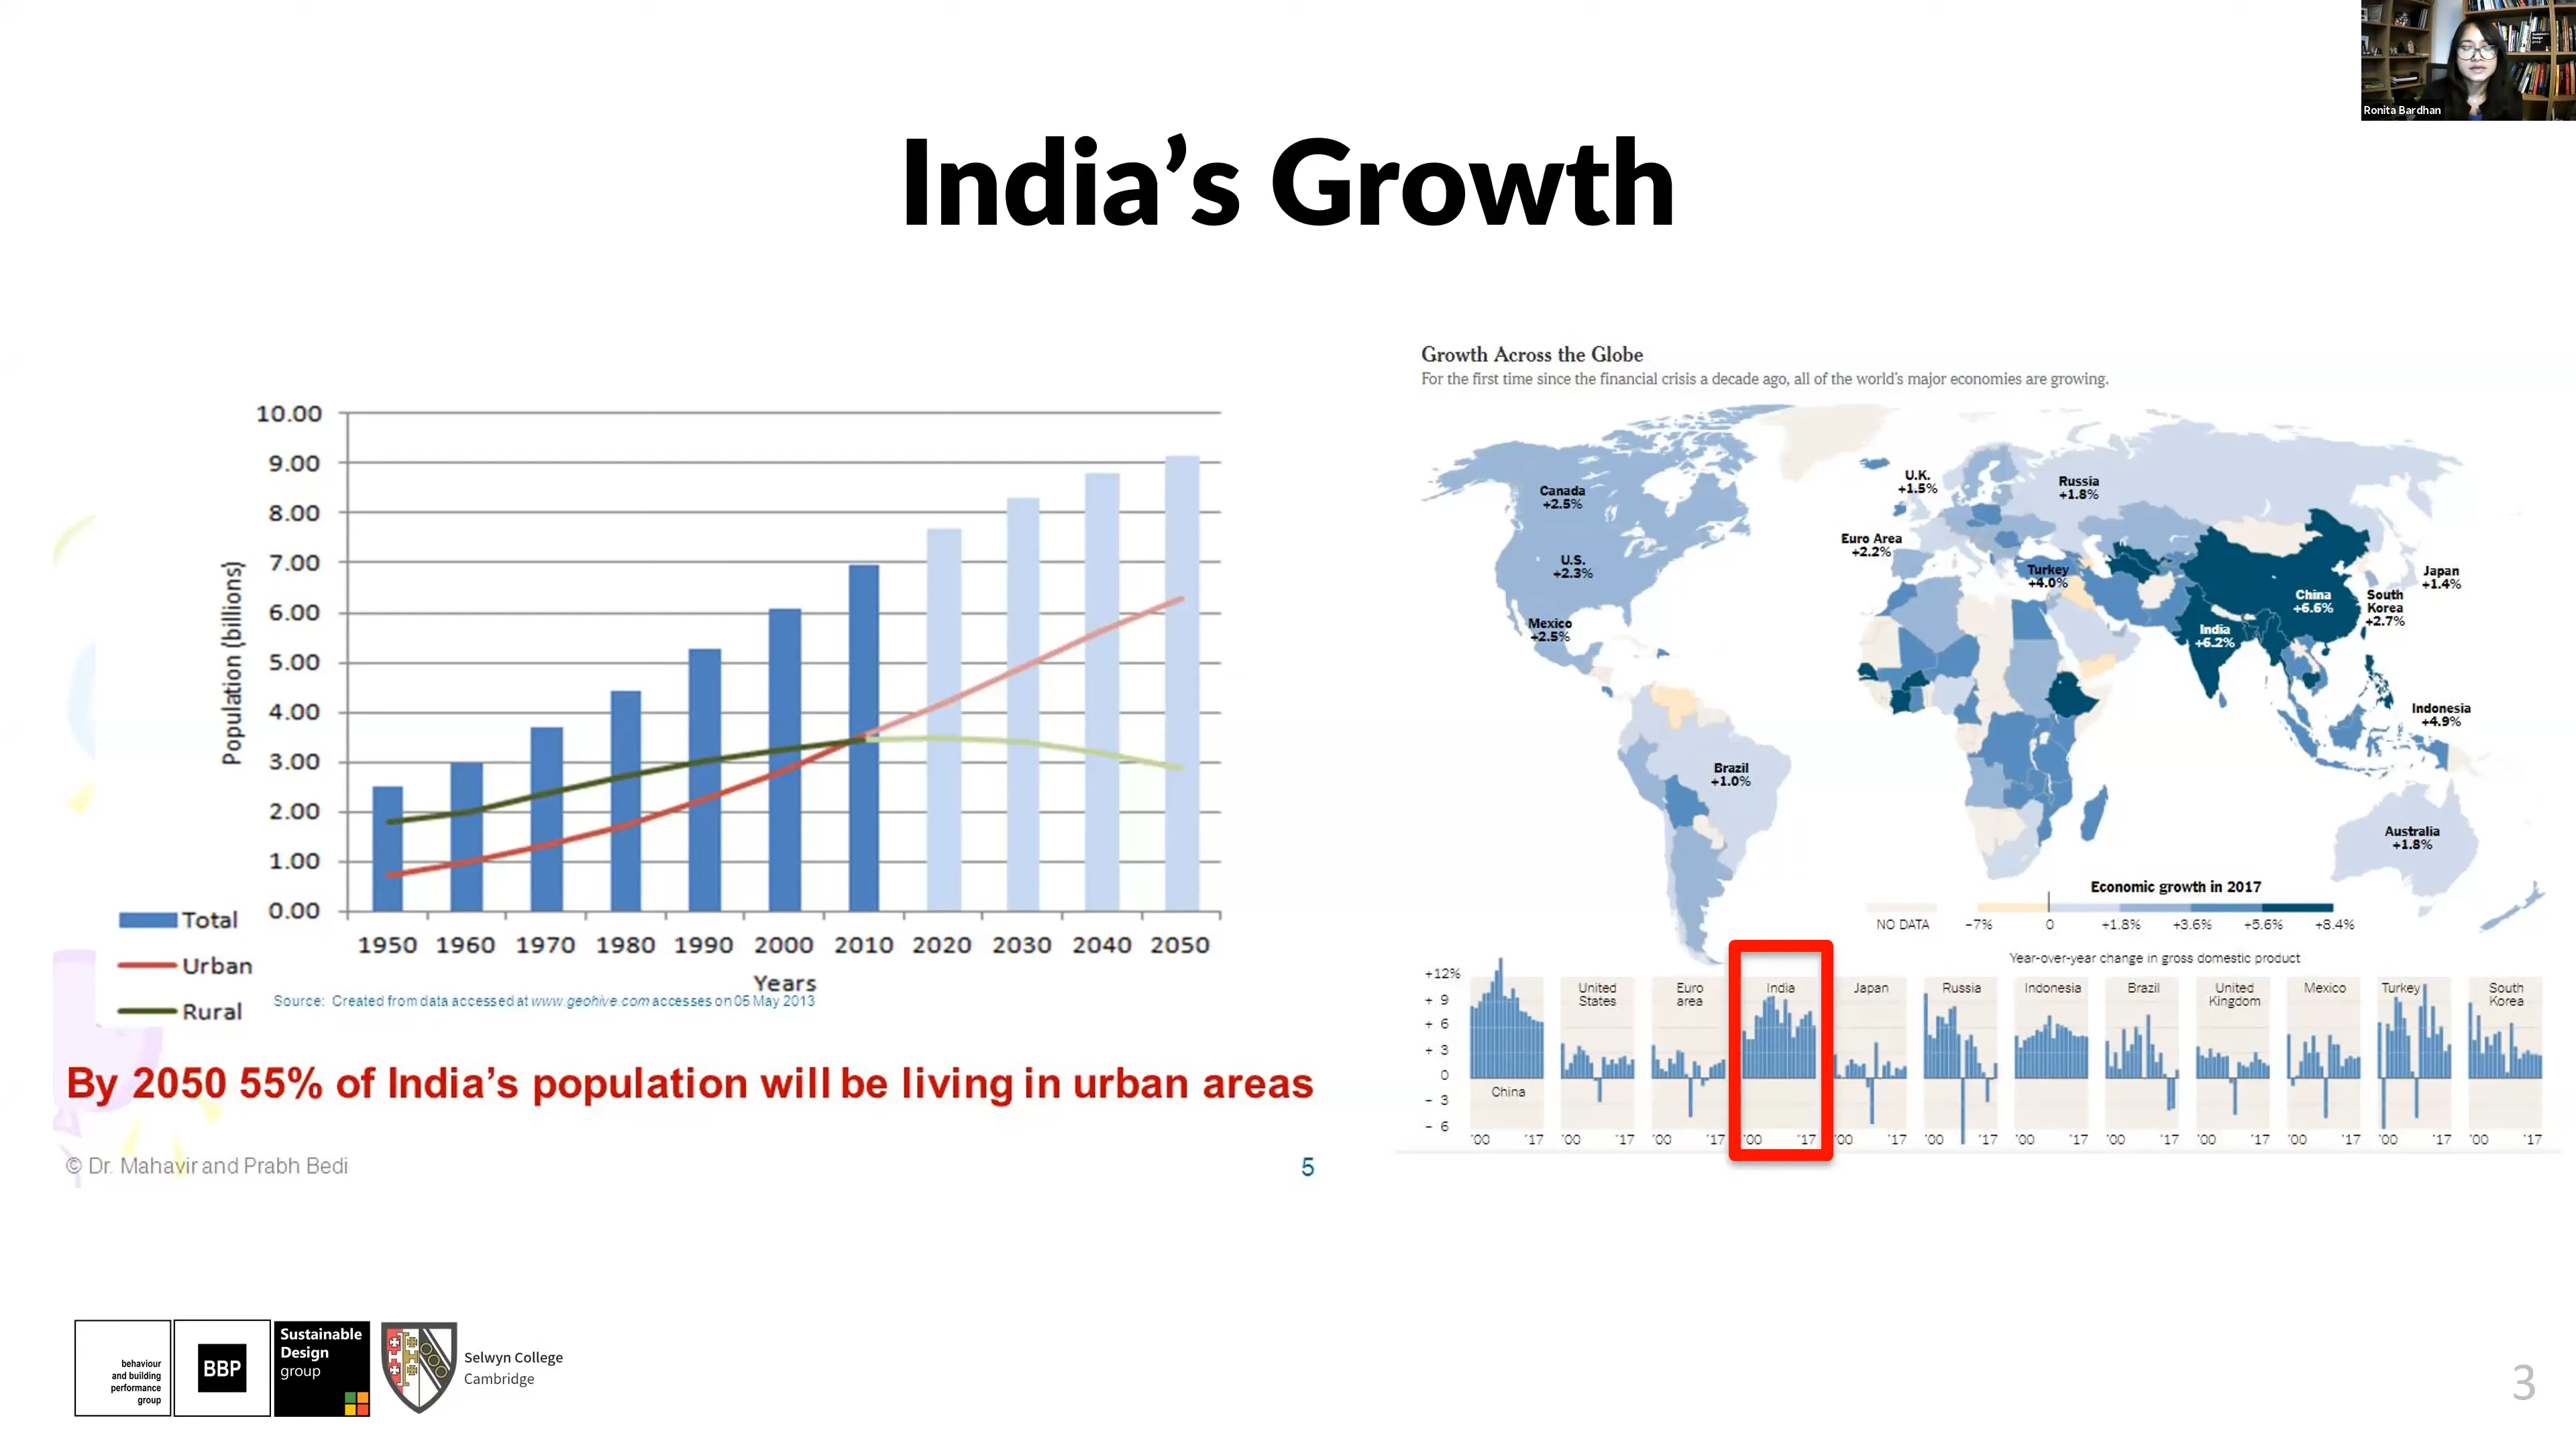 Ronita Bardhan
India’s Growth
10.00
9.00
8.00
7.00
6.00
5.00
4.00
3.00
2.00
1.00
0.00
Population (billions)
1950 1960 1970 1980 1990 2000 2010 2020 2030 2040 2050
Years
Total
Urban
Rural
Source: Created from data accessed at www.geohive.com accesses on 05 May 2013
By 2050 55% of India’s population will be living in urban areas
© Dr. Mahavir and Prabh Bedi
5
Growth Across the Globe
For the first time since the financial crisis a decade ago, all of the world’s major economies are growing.
Canada
+2.5%
U.S.
+2.3%
Mexico
+2.5%
Brazil
+1.0%
U.K.
+1.5%
Euro Area
+2.2%
Russia
+1.8%
Turkey
+4.0%
China
+6.6%
India
+6.2%
Japan
+1.4%
South
Korea
+2.7%
Indonesia
+4.9%
Australia
+1.8%
Economic growth in 2017
NO DATA −7% 0 +1.8% +3.6% +5.6% +8.4%
Year-over-year change in gross domestic product
+12%
+ 9
+ 6
+ 3
0
− 3
− 6
China
'00 '17
United
States
'00 '17
Euro
area
'00 '17
India
'00 '17
Japan
'00 '17
Russia
'00 '17
Indonesia
'00 '17
Brazil
'00 '17
United
Kingdom
'00 '17
Mexico
'00 '17
Turkey
'00 '17
South
Korea
'00 '17
behaviour
and building
performance
group
BBP
Sustainable
Design
group
Selwyn College
Cambridge
3